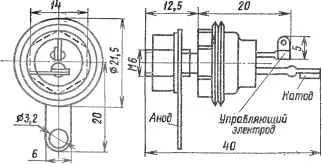 14
Ф21,5
Ф3,2
20
6
12,5
20
М6
5
Анод
Управляющий
электрод
Катод
40